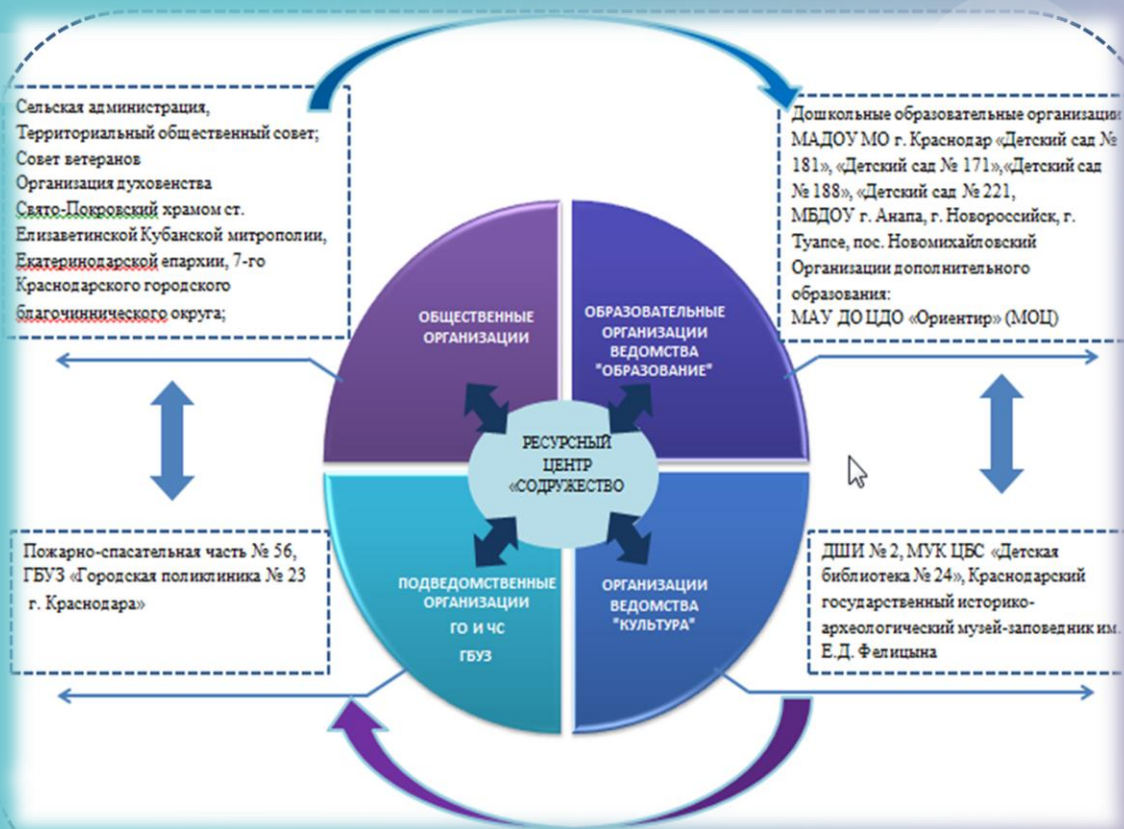 Сельская администрация,
Территориальный общественный совет;
Совет ветеранов
Организация духовенства
Свято-Покровский храмом ст.
Елизаветинской Кубанской митрополии,
Екатеринодарской епархии, 7-го
Краснодарского городского
благочиннического округа;
Дошкольные образовательные организации
МАДОУ МО г. Краснодар «Детский сад №
181», «Детский сад № 171»,«Детский сад
№ 188», «Детский сад № 221,
МБДОУ г. Анапа, г. Новороссийск, г.
Туапсе, пос. Новомихайловский
Организации дополнительного
образования:
МАУ ДО ЦДО «Ориентир» (МОЦ)
ОБЩЕСТВЕННЫЕ
ОРГАНИЗАЦИИ
ОБРАЗОВАТЕЛЬНЫЕ
ОРГАНИЗАЦИИ
ВЕДОМСТВА
"ОБРАЗОВАНИЕ"
РЕСУРСНЫЙ
ЦЕНТР
«СОДРУЖЕСТВО
Пожарно-спасательная часть № 56,
ГБУЗ «Городская поликлиника № 23
г. Краснодара»
ПОДВЕДОМСТВЕННЫЕ
ОРГАНИЗАЦИИ
ГО И ЧС
ГБУЗ
ОРГАНИЗАЦИИ
ВЕДОМСТВА
"КУЛЬТУРА"
ДШИ № 2, МУК ЦБС «Детская
библиотека № 24», Краснодарский
государственный историко-
археологический музей-заповедник им.
Е.Д. Фелицына